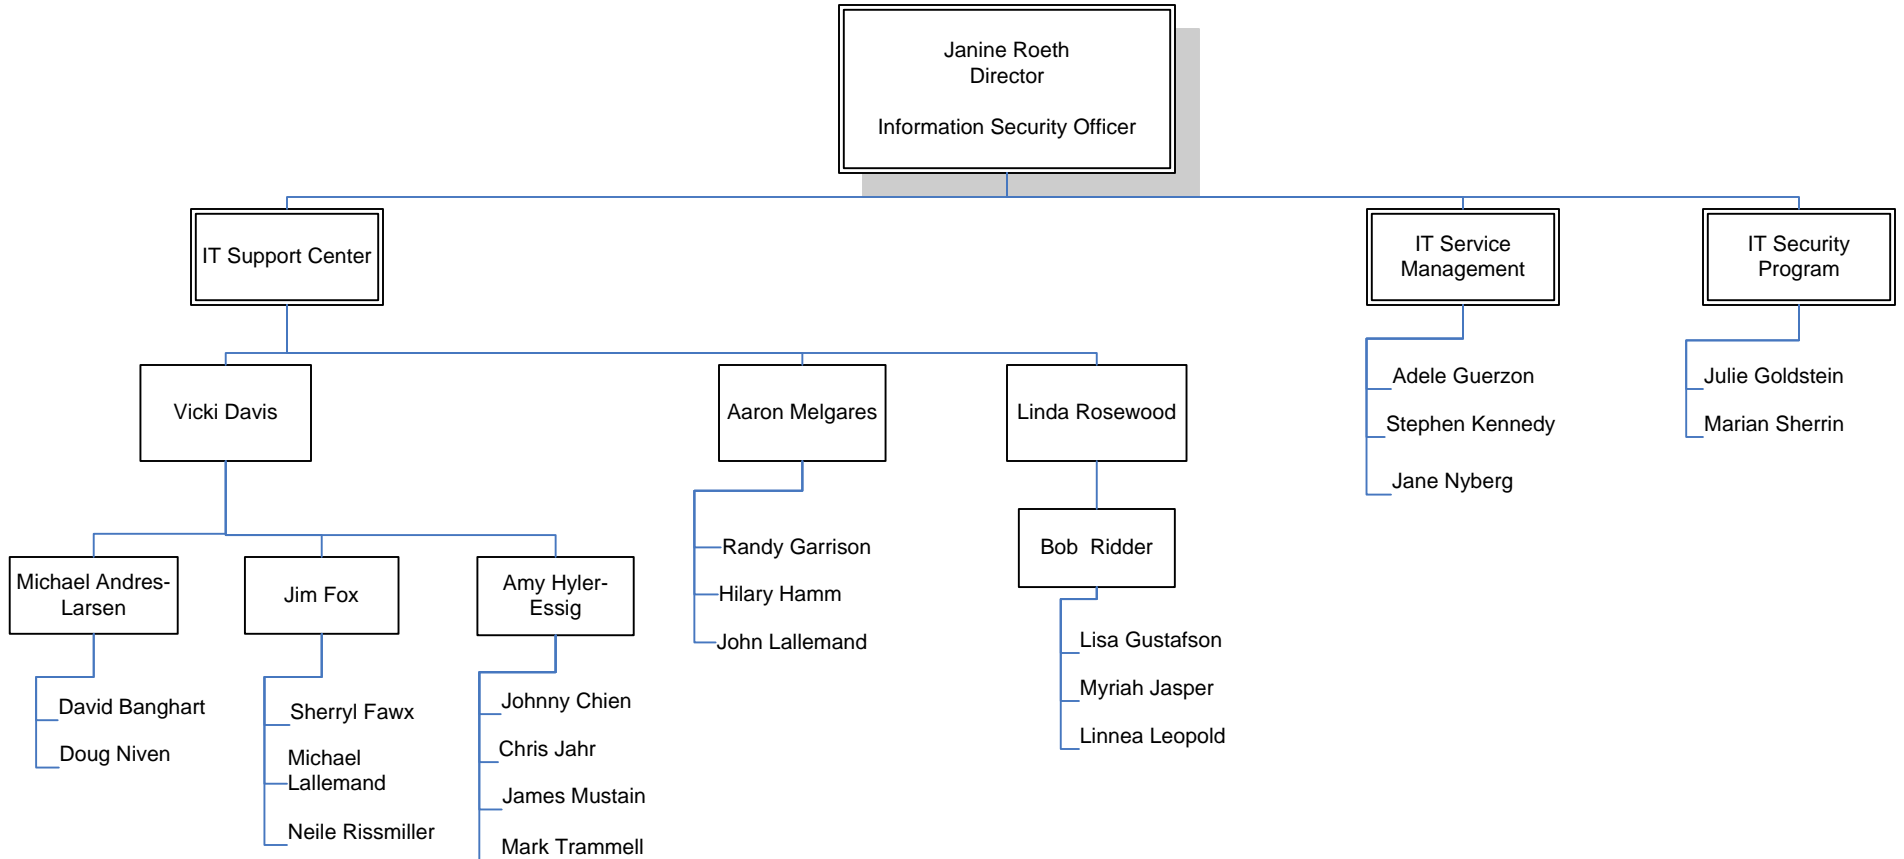 Janine Roeth
Director
Information Security Officer
IT Support Center
IT Service
Management
IT Security
Program
Vicki Davis
Aaron Melgares
Linda Rosewood
Adele Guerzon
Stephen Kennedy
Jane Nyberg
Julie Goldstein
Marian Sherrin
Michael Andres-
Larsen
Jim Fox
Amy Hyler-
Essig
Randy Garrison
Hilary Hamm
John Lallemand
Bob  Ridder
David Banghart
Doug Niven
Sherryl Fawx
Michael
Lallemand
Neile Rissmiller
Johnny Chien
Chris Jahr
James Mustain
Mark Trammell
Lisa Gustafson
Myriah Jasper
Linnea Leopold